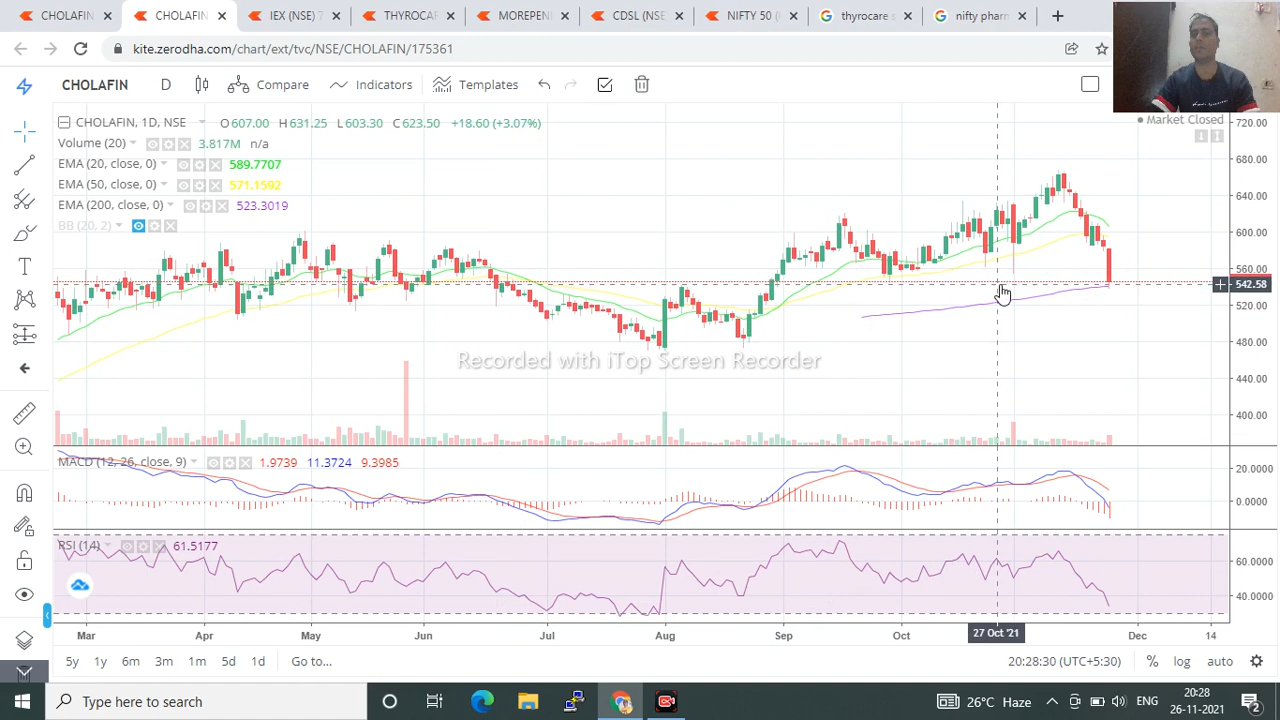 CHOLAFIN
CHOLAFIN
IEX (NSE) 7
THYROCAR
MOREPEN
CDSL (NSE
NIFTY 50 (
thyrocare s
nifty pharm
kite.zerodha.com/chart/ext/tvc/NSE/CHOLAFIN/175361
CHOLAFIN D Compare Indicators Templates
CHOLAFIN, 1D, NSE O607.00 H631.25 L603.30 C623.50 +18.60 (+3.07%)
Market Closed
Volume (20) 3.817M n/a
EMA (20, close, 0) 589.7707
EMA (50, close, 0) 571.1592
EMA (200, close, 0) 523.3019
BB (20, 2)
720.00
680.00
640.00
600.00
560.00
542.58
520.00
480.00
440.00
400.00
Recorded with iTop Screen Recorder
MACD (12, 26, close, 9) 1.9739 11.3724 9.3985
20.0000
0.0000
RSI (14) 61.5177
60.0000
40.0000
Mar Apr May Jun Jul Aug Sep Oct 27 Oct '21 Dec 14
5y 1y 6m 3m 1m 5d 1d Go to... 20:28:30 (UTC+5:30) % log auto
Type here to search
26°C Haze ENG 20:28
26-11-2021 2